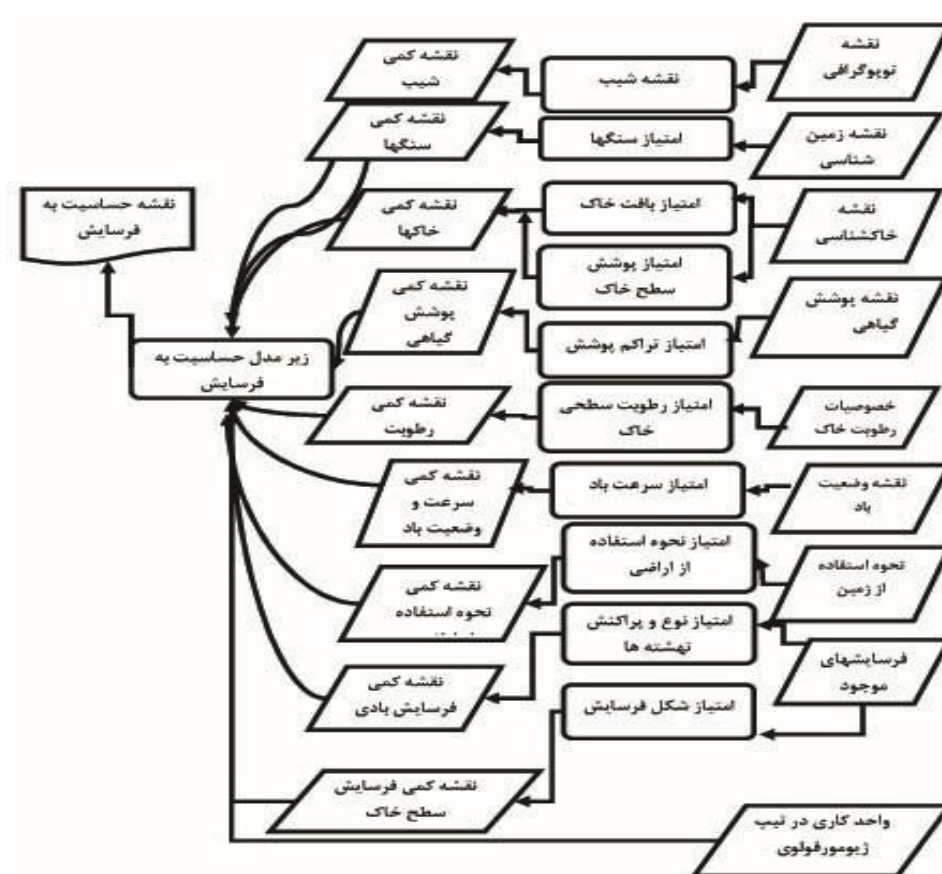 نقشه
توپوگرافی
نقشه شیب
نقشه کمی
شیب
نقشه زمین
شناسی
امتیاز سنگها
نقشه کمی
سنگها
نقشه
خاکشناسی
امتیاز بافت خاک
امتیاز پوشش
سطح خاک
نقشه کمی
خاکها
نقشه پوشش
گیاهی
امتیاز تراکم پوشش
نقشه کمی
پوشش
گیاهی
خصوصیات
رطوبت خاک
امتیاز رطوبت سطحی
خاک
نقشه کمی
رطوبت
نقشه وضعیت
باد
امتیاز سرعت باد
نقشه کمی
سرعت و
وضعیت باد
نحوه استفاده
از زمین
امتیاز نحوه استفاده
از اراضی
نقشه کمی
نحوه استفاده
فرسایشهای
موجود
امتیاز نوع و پراکنش
نهشته ها
نقشه کمی
فرسایش بادی
امتیاز شکل فرسایش
نقشه کمی فرسایش
سطح خاک
واحد کاری در تیپ
ژیومورفولوی
زیر مدل حساسیت به
فرسایش
نقشه حساسیت به
فرسایش